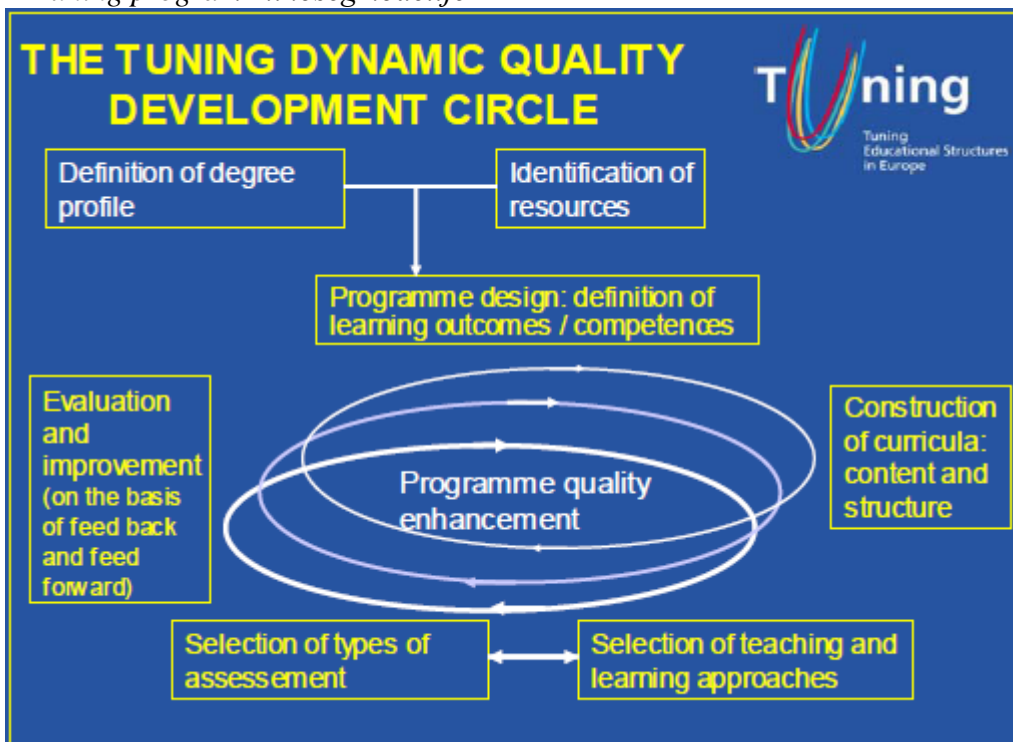 THE TUNING DYNAMIC QUALITY
DEVELOPMENT CIRCLE
Tuning
Tuning
Educational Structures
in Europe
Definition of degree
profile
Identification of
resources
Programme design: definition of
learning outcomes / competences
Evaluation
and
improvement
(on the basis
of feed back
and feed
forward)
Programme quality
enhancement
Construction
of curricula:
content and
structure
Selection of types of
assessement
Selection of teaching and
learning approaches